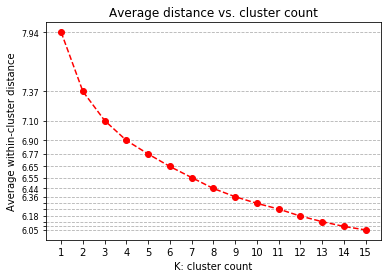 Average distance vs. cluster count
Average within-cluster distance
7.94
7.37
7.10
6.90
6.77
6.65
6.55
6.44
6.36
6.18
6.05
1 2 3 4 5 6 7 8 9 10 11 12 13 14 15
K: cluster count